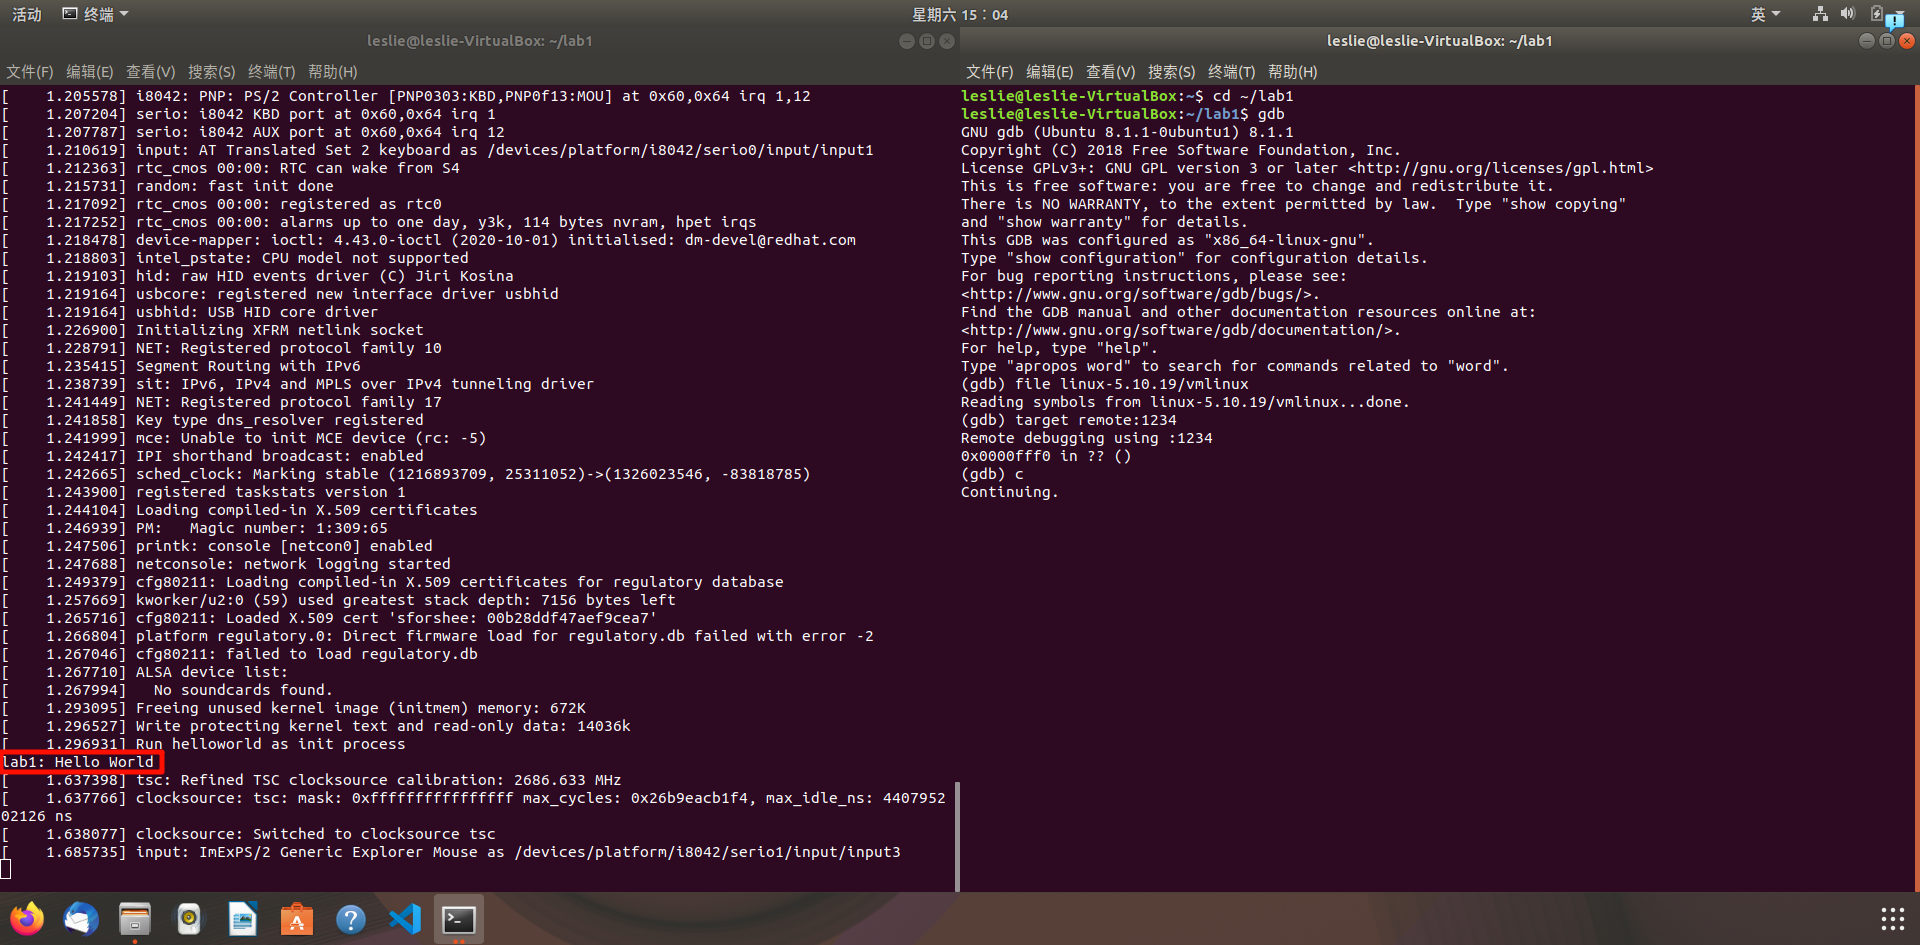 活动 终端 星期六 15：04 英
leslie@leslie-VirtualBox: ~/lab1
文件(F) 编辑(E) 查看(V) 搜索(S) 终端(T) 帮助(H)
[    1.205578] i8042: PNP: PS/2 Controller [PNP0303:KBD,PNP0f13:MOU] at 0x60,0x64 irq 1,12
[    1.207204] serio: i8042 KBD port at 0x60,0x64 irq 1
[    1.207787] serio: i8042 AUX port at 0x60,0x64 irq 12
[    1.210619] input: AT Translated Set 2 keyboard as /devices/platform/i8042/serio0/input/input1
[    1.212363] rtc_cmos 00:00: RTC can wake from S4
[    1.215731] random: fast init done
[    1.217092] rtc_cmos 00:00: registered as rtc0
[    1.217252] rtc_cmos 00:00: alarms up to one day, y3k, 114 bytes nvram, hpet irqs
[    1.218478] device-mapper: ioctl: 4.43.0-ioctl (2020-10-01) initialised: dm-devel@redhat.com
[    1.218803] intel_pstate: CPU model not supported
[    1.219103] hid: raw HID events driver (C) Jiri Kosina
[    1.219164] usbcore: registered new interface driver usbhid
[    1.219164] usbhid: USB HID core driver
[    1.226900] Initializing XFRM netlink socket
[    1.228791] NET: Registered protocol family 10
[    1.235415] Segment Routing with IPv6
[    1.238739] sit: IPv6, IPv4 and MPLS over IPv4 tunneling driver
[    1.241449] NET: Registered protocol family 17
[    1.241858] Key type dns_resolver registered
[    1.241999] mce: Unable to init MCE device (rc: -5)
[    1.242417] IPI shorthand broadcast: enabled
[    1.242665] sched_clock: Marking stable (1216893709, 25311052)->(1326023546, -83818785)
[    1.243900] registered taskstats version 1
[    1.244104] Loading compiled-in X.509 certificates
[    1.246939] PM:   Magic number: 1:309:65
[    1.247506] printk: console [netcon0] enabled
[    1.247688] netconsole: network logging started
[    1.249379] cfg80211: Loading compiled-in X.509 certificates for regulatory database
[    1.257669] kworker/u2:0 (59) used greatest stack depth: 7156 bytes left
[    1.265716] cfg80211: Loaded X.509 cert 'sforshee: 00b28ddf47aef9cea7'
[    1.266804] platform regulatory.0: Direct firmware load for regulatory.db failed with error -2
[    1.267046] cfg80211: failed to load regulatory.db
[    1.267710] ALSA device list:
[    1.267994]   No soundcards found.
[    1.293095] Freeing unused kernel image (initmem) memory: 672K
[    1.296527] Write protecting kernel text and read-only data: 14036k
[    1.296931] Run helloworld as init process
lab1: Hello World
[    1.637398] tsc: Refined TSC clocksource calibration: 2686.633 MHz
[    1.637766] clocksource: tsc: mask: 0xffffffffffffffff max_cycles: 0x26b9eacb1f4, max_idle_ns: 4407952
02126 ns
[    1.638077] clocksource: Switched to clocksource tsc
[    1.685735] input: ImExPS/2 Generic Explorer Mouse as /devices/platform/i8042/serio1/input/input3
leslie@leslie-VirtualBox: ~/lab1
文件(F) 编辑(E) 查看(V) 搜索(S) 终端(T) 帮助(H)
leslie@leslie-VirtualBox:~$ cd ~/lab1
leslie@leslie-VirtualBox:~/lab1$ gdb
GNU gdb (Ubuntu 8.1.1-0ubuntu1) 8.1.1
Copyright (C) 2018 Free Software Foundation, Inc.
License GPLv3+: GNU GPL version 3 or later <http://gnu.org/licenses/gpl.html>
This is free software: you are free to change and redistribute it.
There is NO WARRANTY, to the extent permitted by law.  Type "show copying"
and "show warranty" for details.
This GDB was configured as "x86_64-linux-gnu".
Type "show configuration" for configuration details.
For bug reporting instructions, please see:
<http://www.gnu.org/software/gdb/bugs/>.
Find the GDB manual and other documentation resources online at:
<http://www.gnu.org/software/gdb/documentation/>.
For help, type "help".
Type "apropos word" to search for commands related to "word".
(gdb) file linux-5.10.19/vmlinux
Reading symbols from linux-5.10.19/vmlinux...done.
(gdb) target remote:1234
Remote debugging using :1234
0x0000fff0 in ?? ()
(gdb) c
Continuing.